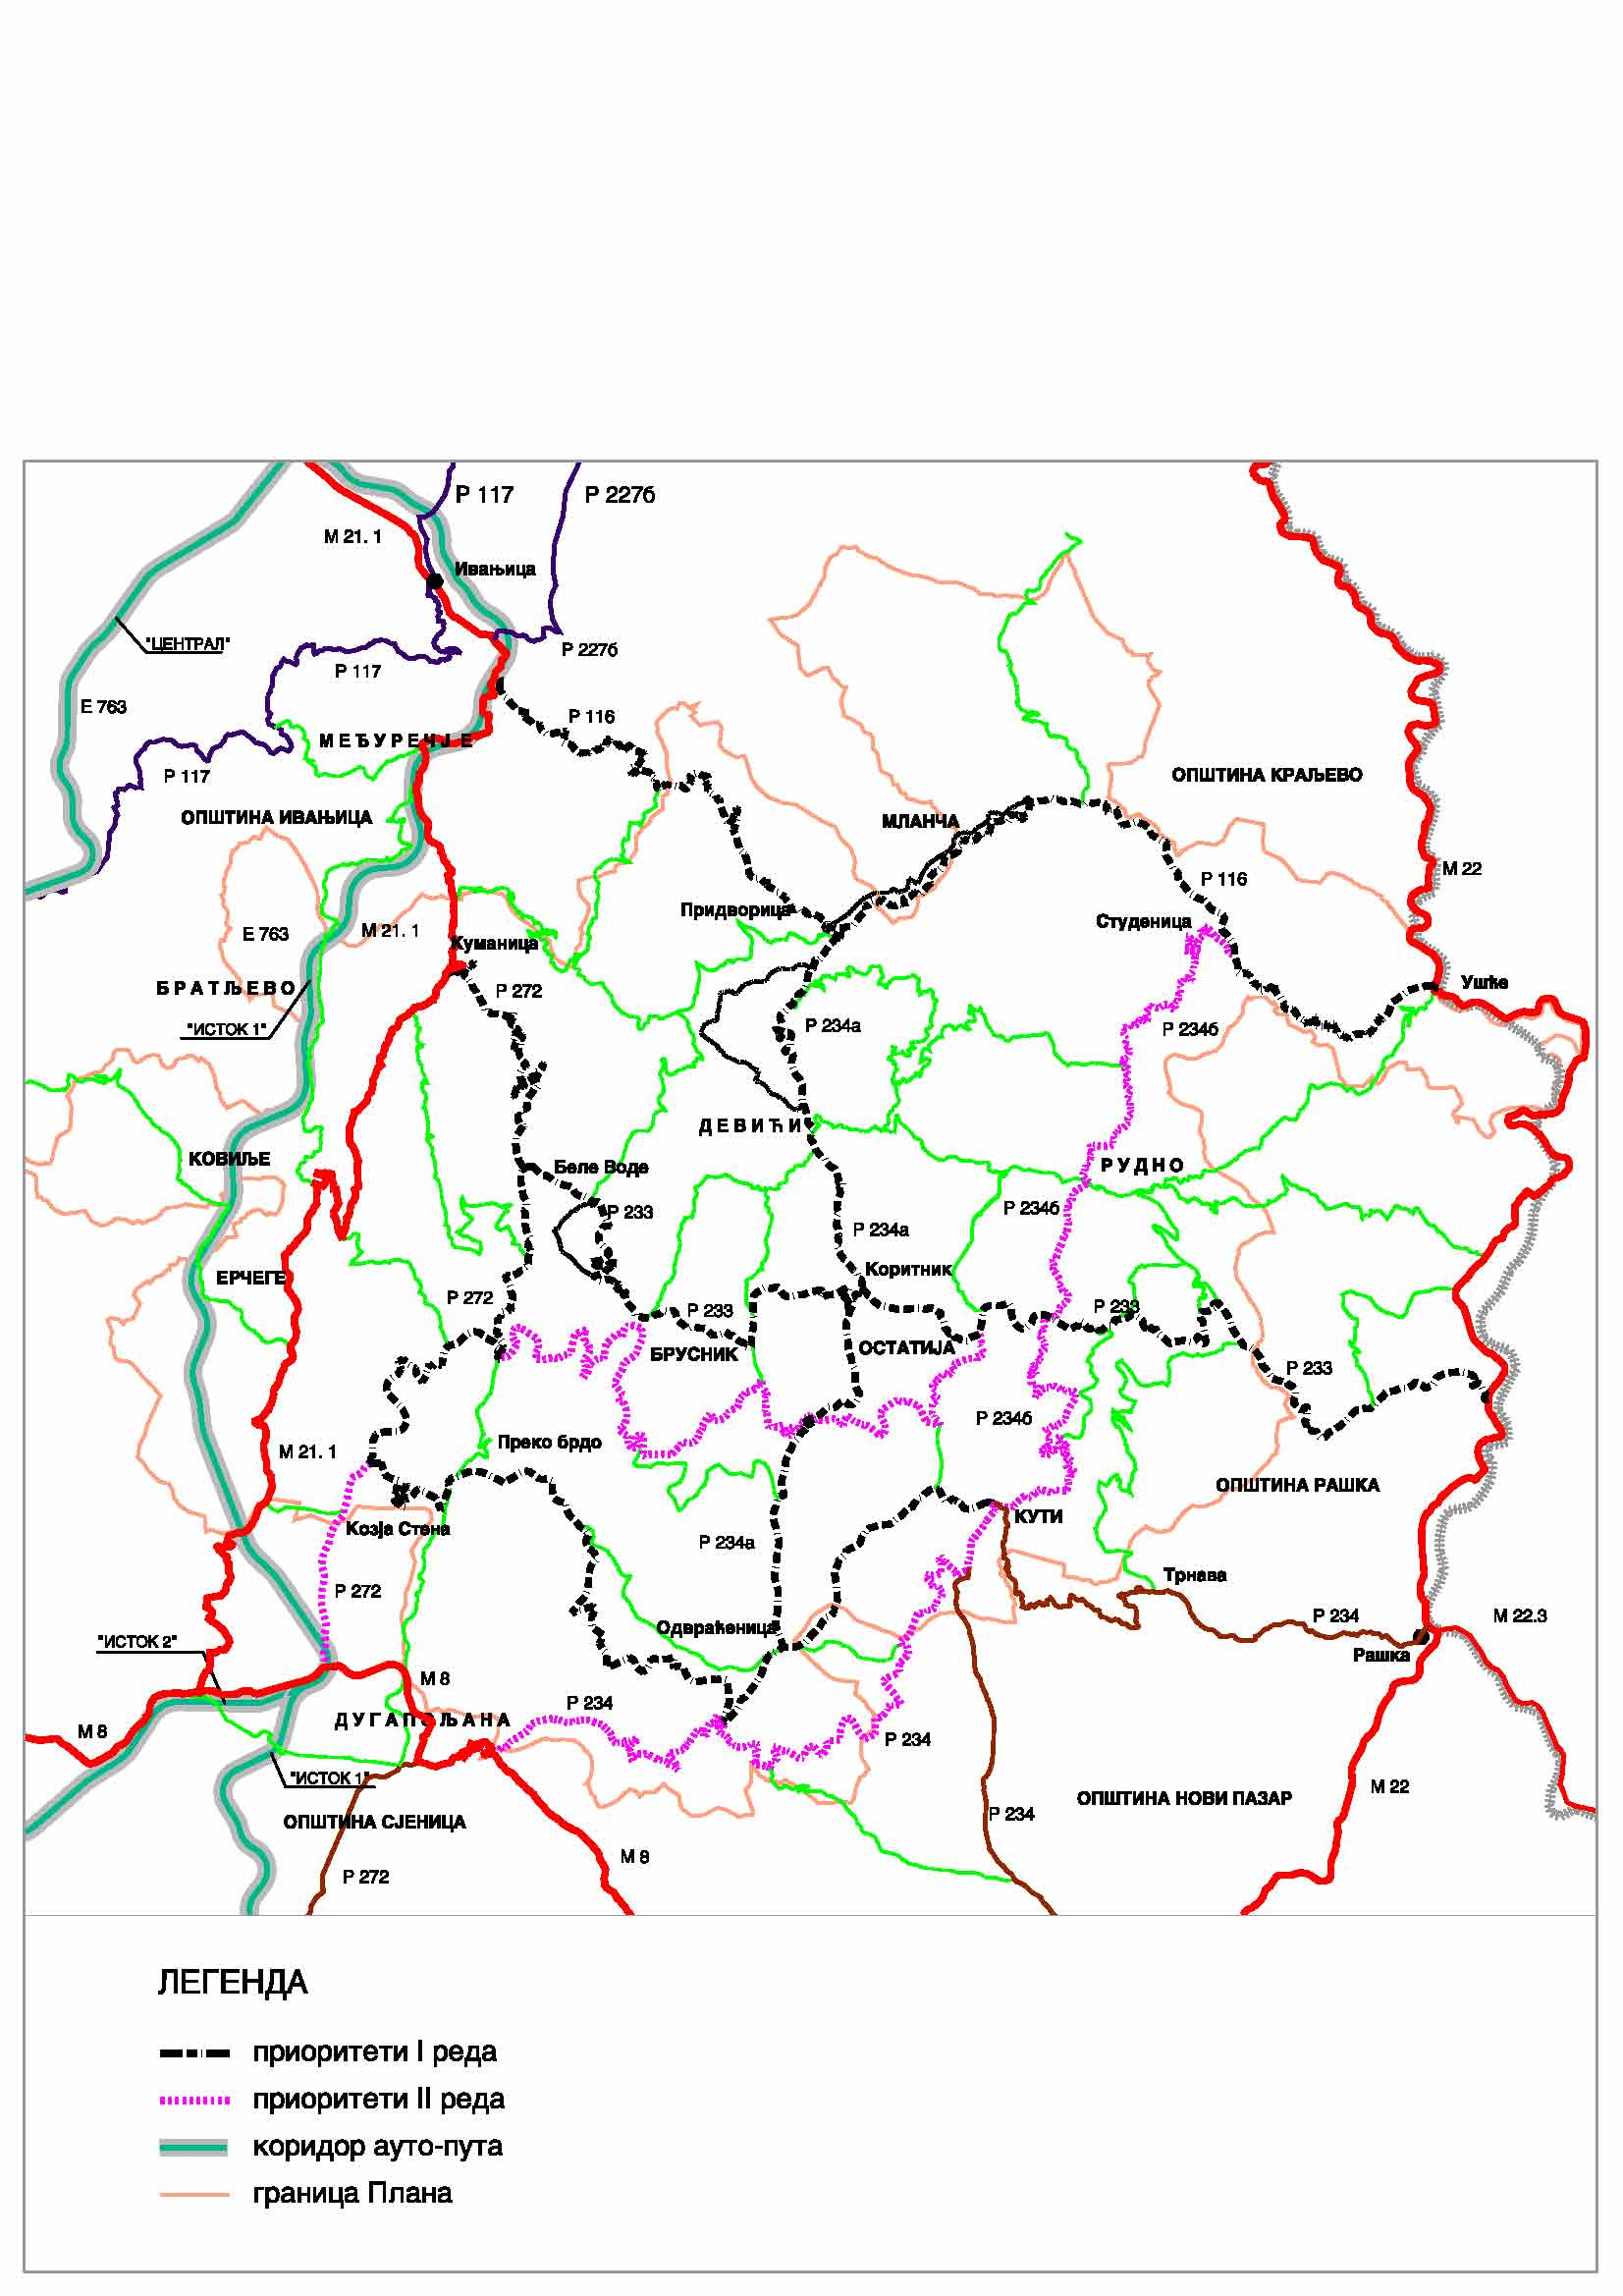 Р 117
Р 227б
М 21. 1
Ивањица
"ЦЕНТРАЛ"
Р 227б
Р 117
Е 763
Р 116
МЕЂУРЕЧЈЕ
Р 117
ОПШТИНА КРАЉЕВО
ОПШТИНА ИВАЊИЦА
МЛАНЧА
М 22
Р 116
Придворица
Студеница
М 21. 1
Е 763
Куманица
Ушће
БРАТЉЕВО
Р 272
"ИСТОК 1"
Р 234а
Р 234б
ДЕВИЋИ
КОВИЉЕ
Беле Воде
РУДНО
Р 233
Р 234б
Р 234а
Коритник
ЕРЧЕГЕ
Р 272
Р 233
Р 233
БРУСНИК
ОСТАТИЈА
Р 233
Р 234б
Преко брдо
М 21. 1
ОПШТИНА РАШКА
Козја Стена
КУТИ
Р 234а
Трнава
Р 272
Р 234
М 22.3
Одвраћеница
"ИСТОК 2"
Рашка
М 8
Р 234
ДУГАПОЉАНА
М 8
Р 234
"ИСТОК 1"
М 22
ОПШТИНА НОВИ ПАЗАР
Р 234
ОПШТИНА СЈЕНИЦА
М 8
Р 272
ЛЕГЕНДА
приоритети I реда
приоритети II реда
коридор ауто-пута
граница Плана